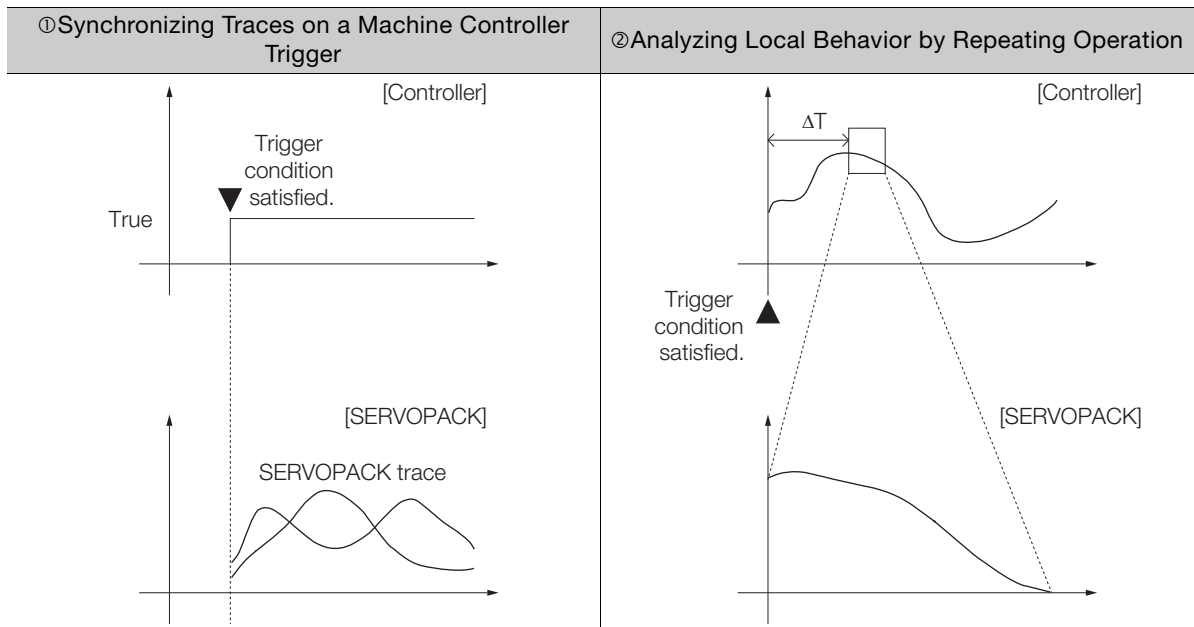 ①Synchronizing Traces on a Machine Controller
Trigger
②Analyzing Local Behavior by Repeating Operation
[Controller]
Trigger
condition
satisfied.
True
[SERVOPACK]
SERVOPACK trace
[Controller]
ΔT
Trigger
condition
satisfied.
[SERVOPACK]